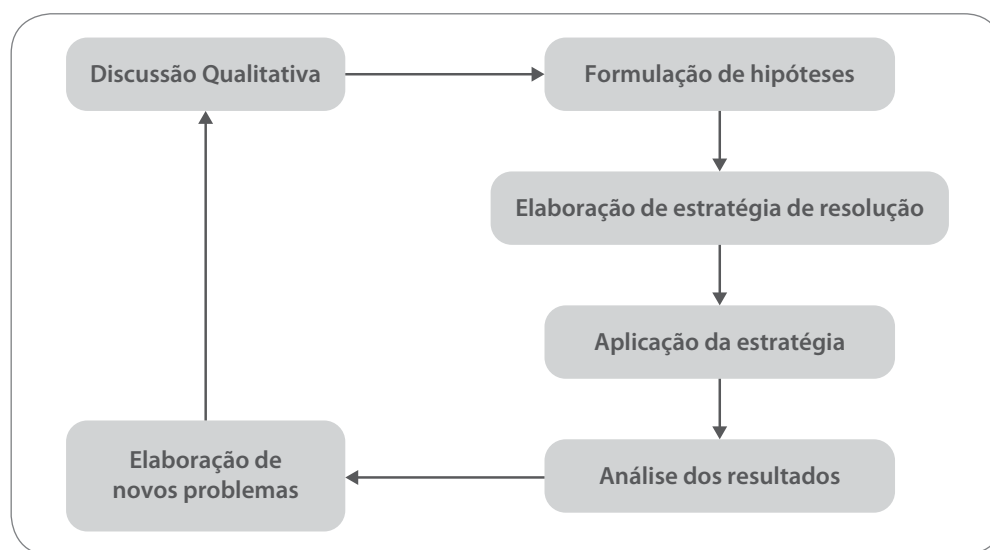 Discussão Qualitativa
Formulação de hipóteses
Elaboração de estratégia de resolução
Aplicação da estratégia
Análise dos resultados
Elaboração de
novos problemas